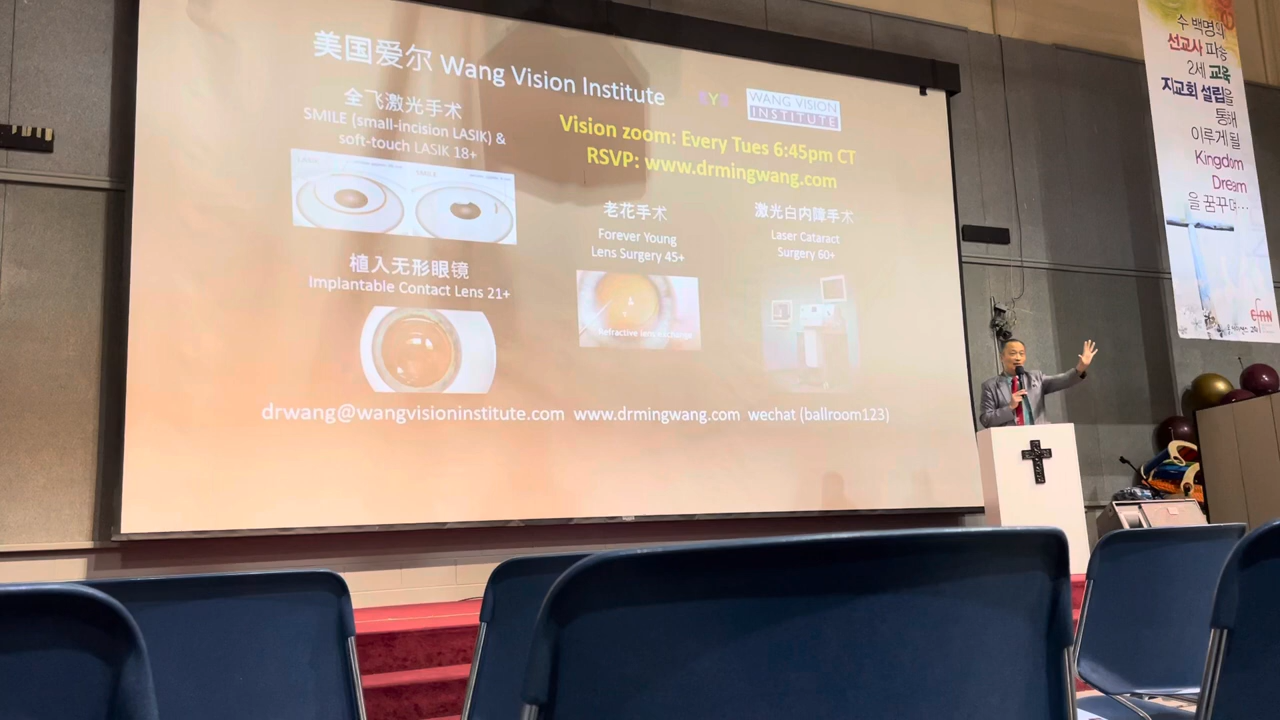 美国爱尔 Wang Vision Institute
EYE
WANG VISION
INSTITUTE
全飞激光手术
SMILE (small-incision LASIK) &
soft-touch LASIK 18+
Vision zoom: Every Tues 6:45pm CT
RSVP: www.drmingwang.com
LASIK
SMILE
老花手术
Forever Young
Lens Surgery 45+
激光白内障手术
Laser Cataract
Surgery 60+
植入无形眼镜
Implantable Contact Lens 21+
Refractive lens exchange
drwang@wangvisioninstitute.com www.drmingwang.com wechat (ballroom123)
수 백명의
선교사 파송
2세 교육
지교회 설립을
통해
이루게될
Kingdom
Dream
을 꿈꾸며…